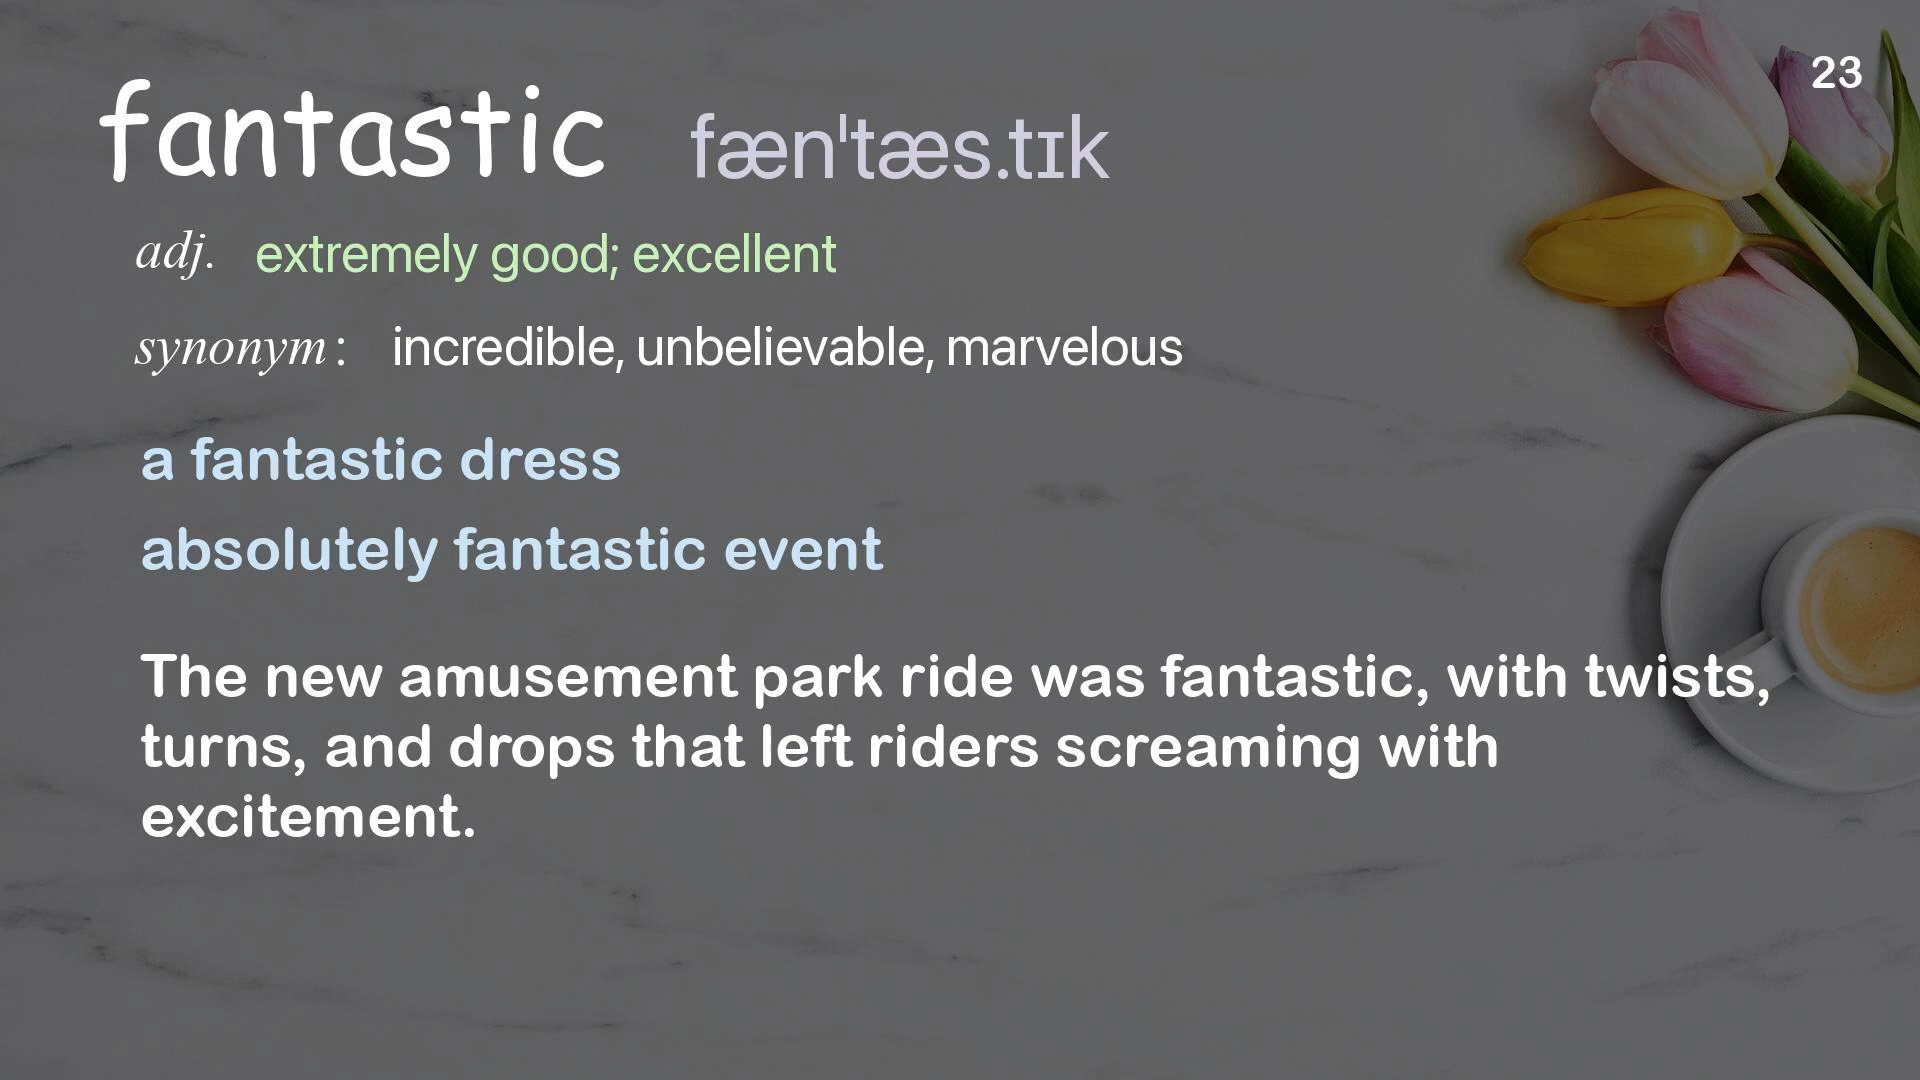 23
fantastic fæn'tæs.tɪk
adj. extremely good; excellent
synonym: incredible, unbelievable, marvelous
a fantastic dress
absolutely fantastic event
The new amusement park ride was fantastic, with twists,
turns, and drops that left riders screaming with
excitement.